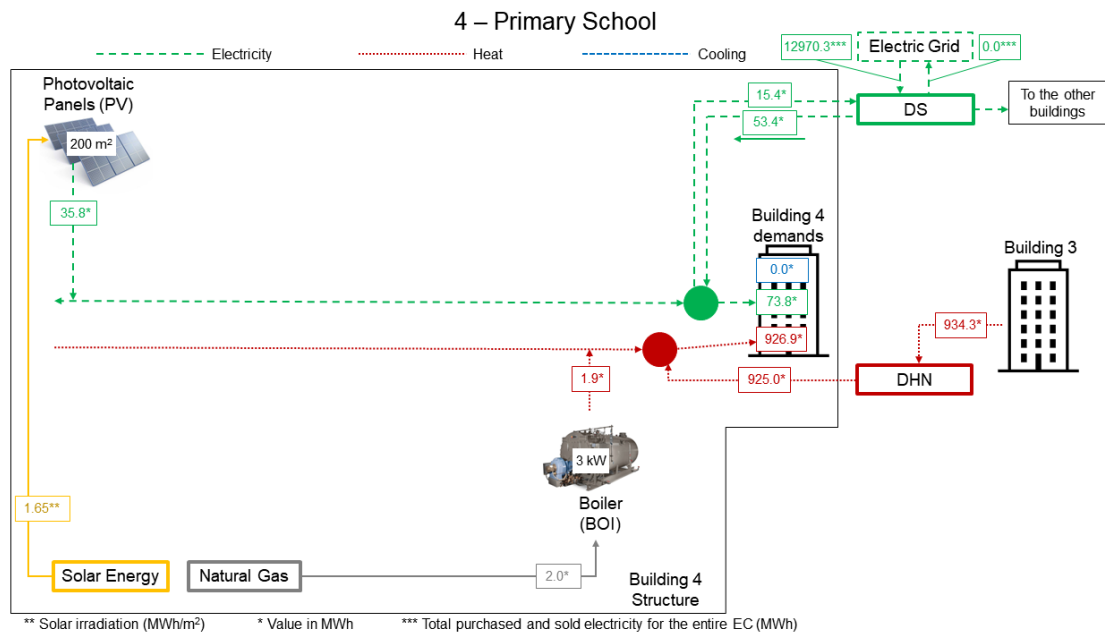 4 – Primary School
Electricity
Heat
Cooling
12970.3***
Electric Grid
0.0***
Photovoltaic
Panels (PV)
200 m²
15.4*
53.4*
DS
To the other
buildings
35.8*
Building 4
demands
0.0*
73.8*
926.9*
Building 3
934.3*
1.9*
925.0*
DHN
3 kW
Boiler
(BOI)
1.65**
Solar Energy
Natural Gas
2.0*
Building 4
Structure
** Solar irradiation (MWh/m²) * Value in MWh *** Total purchased and sold electricity for the entire EC (MWh)